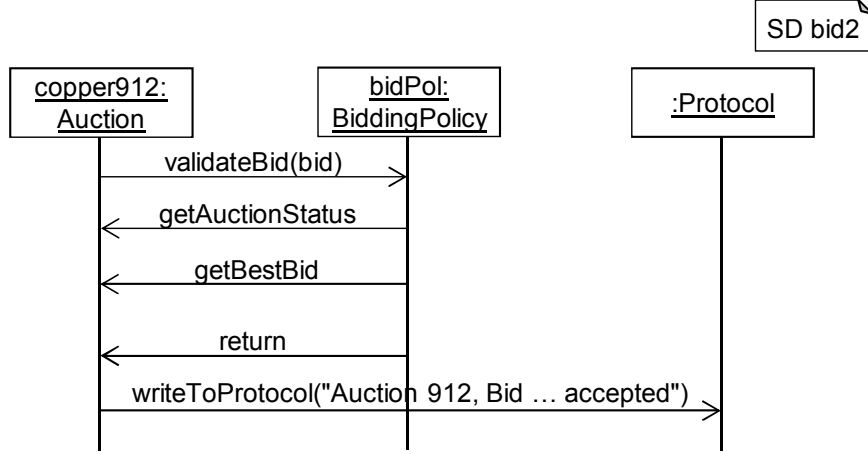 SD bid2
copper912:
Auction
bidPol:
BiddingPolicy
:Protocol
validateBid(bid)
getAuctionStatus
getBestBid
return
writeToProtocol("Auction 912, Bid … accepted")